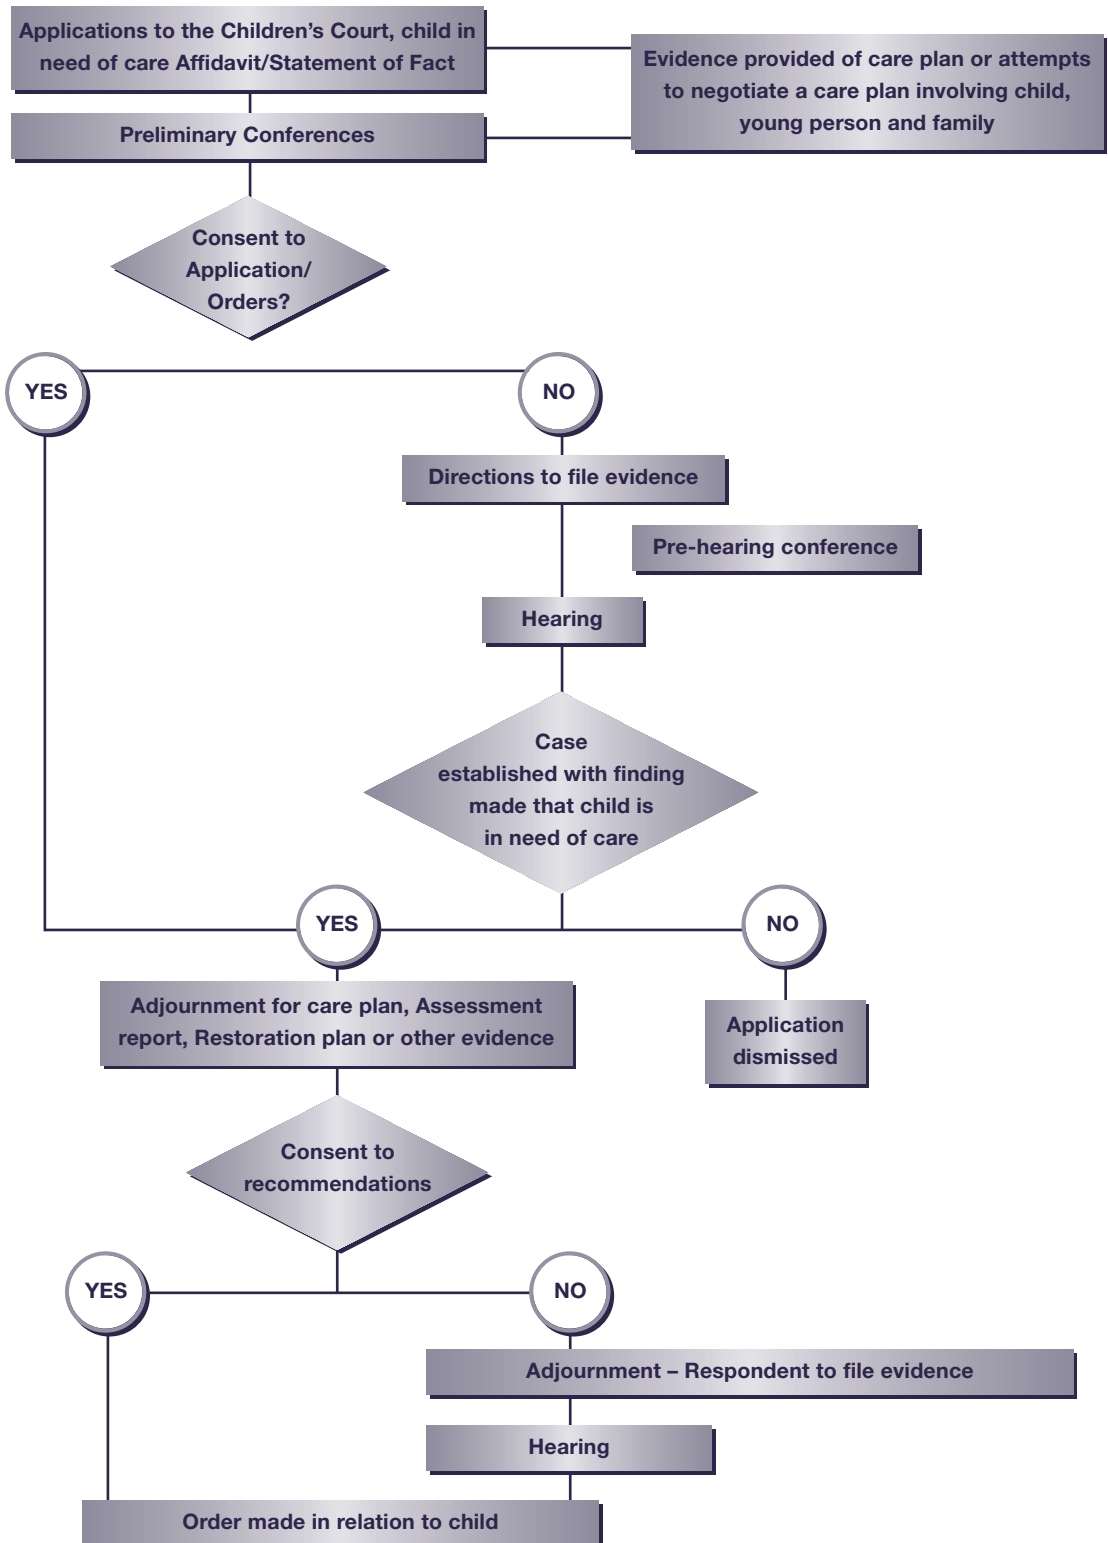 Applications to the Children’s Court, child in
need of care Affidavit/Statement of Fact
Evidence provided of care plan or attempts
to negotiate a care plan involving child,
young person and family
Preliminary Conferences
Consent to
Application/
Orders?
YES
NO
Directions to file evidence
Pre-hearing conference
Hearing
Case
established with finding
made that child is
in need of care
YES
NO
Adjournment for care plan, Assessment
report, Restoration plan or other evidence
Application
dismissed
Consent to
recommendations
YES
NO
Adjournment – Respondent to file evidence
Hearing
Order made in relation to child